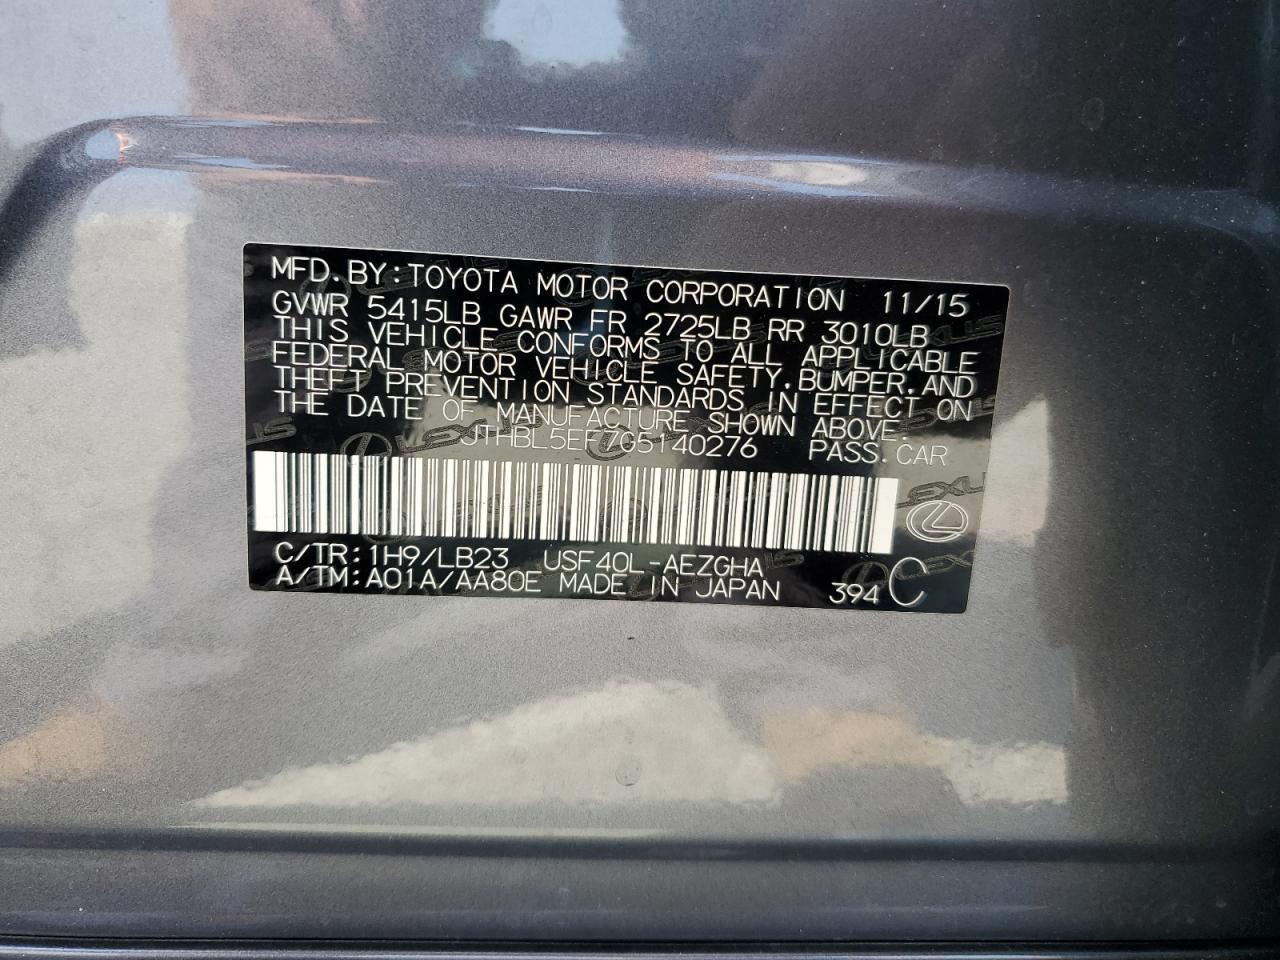 MFD.BY:TOYOTA MOTOR CORPORATION 11/15
GVWR 5415LB GAWR FR 2725LB RR 3010LB
THIS VEHICLE CONFORMS TO ALL APPLICABLE
FEDERAL MOTOR VEHICLE SAFETY,BUMPER,AND
THEFT PREVENTION STANDARDS IN EFFECT ON
THE DATE OF MANUFACTURE SHOWN ABOVE.
JTHBL5EF7G5140276 PASS.CAR
C/TR:1H9/LB23 USF40L-AEZGHA
A/TM:A01A/AA80E MADE IN JAPAN 394 C